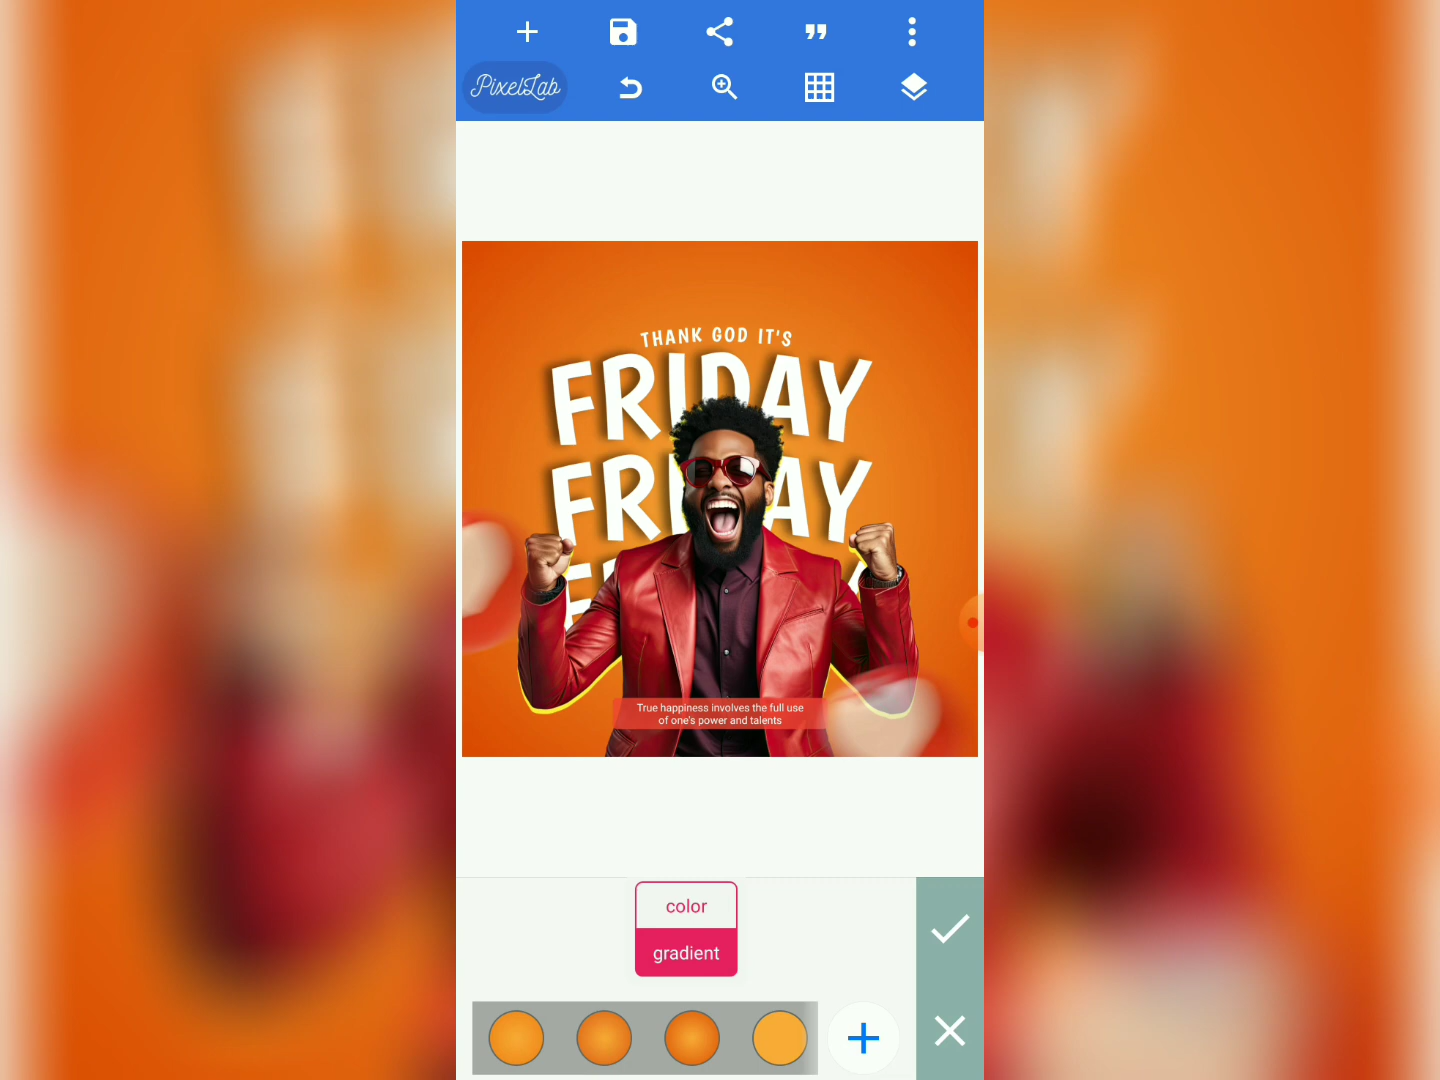 PixelLab
THANK GOD IT'S
FRIDAY
True happiness involves the full use
of one's power and talents
color
gradient